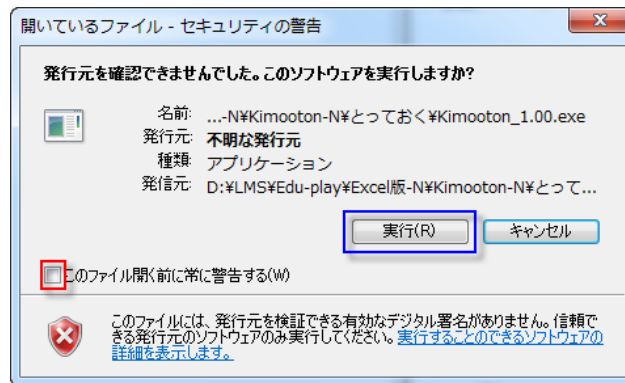 開いているファイル - セキュリティの警告
発行元を確認できませんでした。このソフトウェアを実行しますか?
名前: ...-N¥Kimooton-N¥とっておく¥Kimooton_1.00.exe
発行元: 不明な発行元
種類: アプリケーション
発信元: D:¥LMS¥Edu-play¥Excel版-N¥Kimooton-N¥とって...
実行(R) キャンセル
このファイル開く前に常に警告する(W)
このファイルには、発行元を検証できる有効なデジタル署名がありません。信頼で
きる発行元のソフトウェアのみ実行してください。実行することのできるソフトウェアの
詳細を表示します。